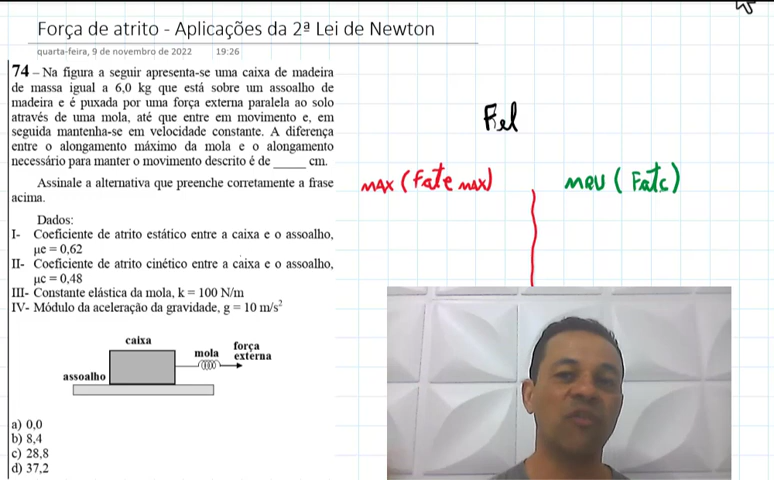 Força de atrito - Aplicações da 2ª Lei de Newton
quarta-feira, 9 de novembro de 2022 19:26
74 – Na figura a seguir apresenta-se uma caixa de madeira
de massa igual a 6,0 kg que está sobre um assoalho de
madeira e é puxada por uma força externa paralela ao solo
através de uma mola, até que entre em movimento e, em
seguida mantenha-se em velocidade constante. A diferença
entre o alongamento máximo da mola e o alongamento
necessário para manter o movimento descrito é de ______ cm.
Assinale a alternativa que preenche corretamente a frase
acima.
Dados:
I- Coeficiente de atrito estático entre a caixa e o assoalho,
µe = 0,62
II- Coeficiente de atrito cinético entre a caixa e o assoalho,
µc = 0,48
III- Constante elástica da mola, k = 100 N/m
IV- Módulo da aceleração da gravidade, g = 10 m/s²
caixa
mola
força
externa
assoalho
a) 0,0
b) 8,4
c) 28,8
d) 37,2
Fel
MAX (Fate MAX)
MRU (Fatc)